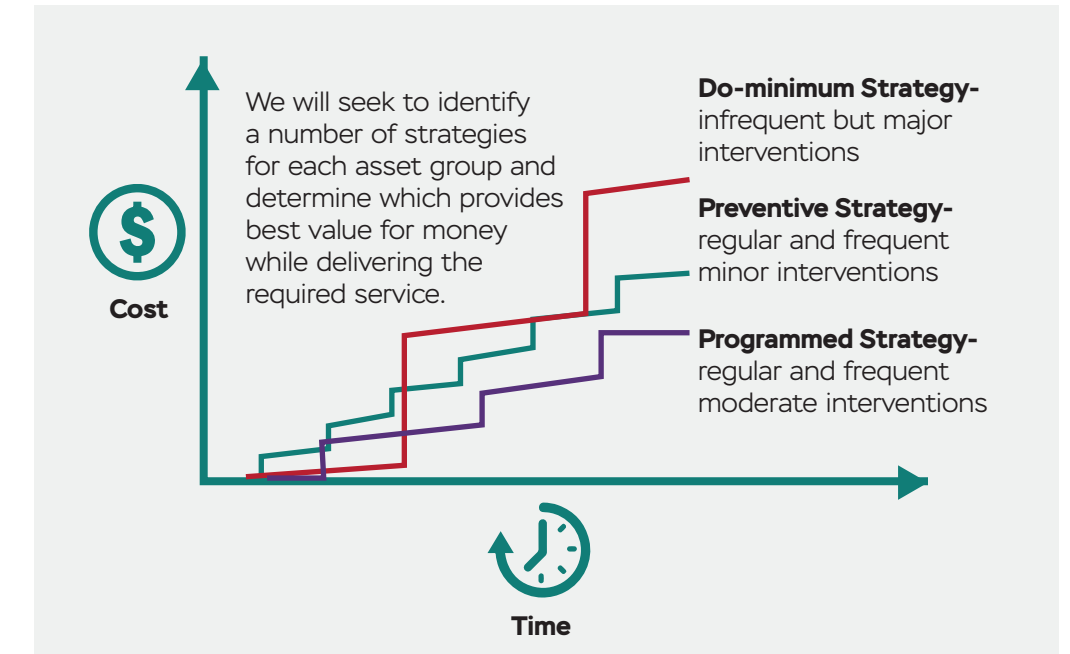 We will seek to identify
a number of strategies
for each asset group and
determine which provides
best value for money
while delivering the
required service.
Do-minimum Strategy-
infrequent but major
interventions
Preventive Strategy-
regular and frequent
minor interventions
Programmed Strategy-
regular and frequent
moderate interventions
$
Cost
Time